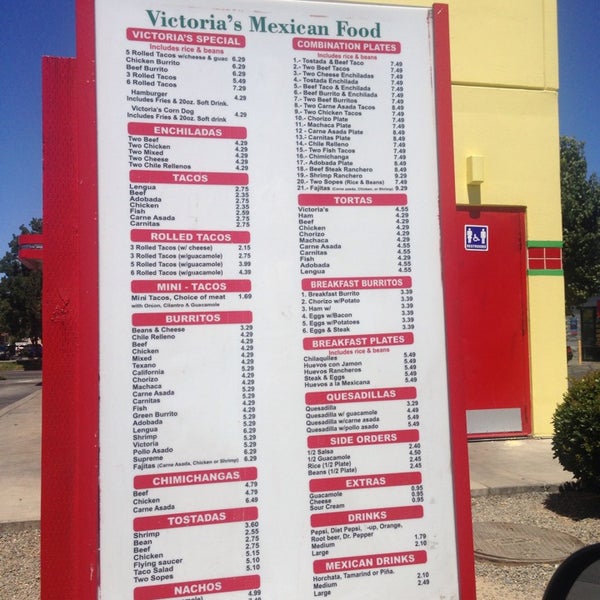 Victoria's Mexican Food
VICTORIA'S SPECIAL
Includes rice & beans
5 Rolled Tacos w/cheese & guac 6.29
Chicken Burrito 6.29
Beef Burrito 6.29
3 Rolled Tacos 5.49
6 Rolled Tacos 7.29
Hamburger 4.29
Includes Fries & 20oz. Soft Drink.
Victoria's Corn Dog 4.29
Includes Fries & 20oz. Soft drink
ENCHILADAS
Two Beef 4.29
Two Chicken 4.29
Two Mixed 4.29
Two Cheese 4.29
Two Chile Rellenos 4.29
TACOS
Lengua 2.75
Beef 2.35
Adobada 2.75
Chicken 2.35
Fish 2.59
Carne Asada 2.75
Carnitas 2.75
ROLLED TACOS
3 Rolled Tacos (w/ cheese) 2.15
3 Rolled Tacos (w/guacamole) 2.75
5 Rolled Tacos (w/guacamole) 3.99
6 Rolled Tacos (w/guacamole) 4.39
MINI - TACOS
Mini Tacos, Choice of meat 1.69
with Onion, Cilantro & Guacamole
BURRITOS
Beans & Cheese 3.29
Chile Relleno 4.29
Beef
Chicken
Mixed
Texano
California 5.29
Chorizo
Machaca
Carne Asada 5.29
Carnitas
Fish
Green Burrito
Adobada 5.29
Lengua 5.29
Shrimp 5.29
Victoria 5.29
Pollo Asado 5.29
Supreme
Fajitas (Carne Asada, Chicken or Shrimp) 6.29
CHIMICHANGAS
Beef 4.79
Chicken 4.79
Carne Asada 6.49
TOSTADAS
Shrimp 3.60
Bean 2.55
Beef 2.75
Chicken 2.75
Flying saucer 5.15
Taco Salad 5.10
Two Sopes 5.10
NACHOS
4.99
COMBINATION PLATES
Includes rice & beans
1.- Tostada & Beef Taco 7.49
2.- Two Beef Tacos 7.49
3.- Two Cheese Enchiladas 7.49
4.- Tostada Enchilada 7.49
5.- Beef Taco & Enchilada 7.49
6.- Beef Burrito & Enchilada 7.49
7.- Two Beef Burritos 7.49
8.- Two Carne Asada Tacos 8.49
9.- Two Chicken Tacos 7.49
10.- Chorizo Plate 7.49
11.- Machaca Plate 7.49
12.- Carne Asada Plate 8.49
13.- Carnitas Plate 8.49
14.- Chile Relleno 7.49
15.- Two Fish Tacos 7.49
16.- Chimichanga 7.49
17.- Adobada Plate 8.49
18.- Beef Steak Ranchero 8.49
19.- Shrimp Ranchero 9.29
20.- Two Sopes (Rice & Beans) 7.49
21.- Fajitas (Carne asada, Chicken, or Shrimp) 9.29
TORTAS
Victoria's 4.55
Ham 4.29
Beef 4.29
Chicken 4.29
Chorizo 4.29
Machaca 4.29
Carne Asada 4.55
Carnitas 4.55
Fish 4.29
Adobada 4.55
Lengua 4.55
BREAKFAST BURRITOS
1. Breakfast Burrito 3.39
2. Chorizo w/Potato 3.39
3. Ham w/ 3.39
4. Eggs w/Bacon 3.39
5. Eggs w/Potatoes 3.39
6. Eggs & Steak 3.39
BREAKFAST PLATES
Includes rice & beans
Chilaquiles 5.49
Huevos con Jamon 5.49
Huevos Rancheros 5.49
Steak & Eggs 5.49
Huevos a la Mexicana 5.49
QUESADILLAS
Quesadilla 3.29
Quesadilla w/ guacamole 4.49
Quesadilla w/carne asada 5.49
Quesadilla w/pollo asado 5.49
SIDE ORDERS
1/2 Salsa 2.40
1/2 Guacamole 4.50
Rice (1/2 Plate) 2.45
Beans (1/2 Plate) 2.45
EXTRAS
Guacamole 0.95
Cheese 0.95
Sour Cream 0.95
DRINKS
Pepsi, Diet Pepsi, -up, Orange,
Root beer, Dr. Pepper
Medium 1.79
Large 2.10
MEXICAN DRINKS
Horchata, Tamarind or Piña.
Medium 2.10
Large 2.49
RESTROOMS